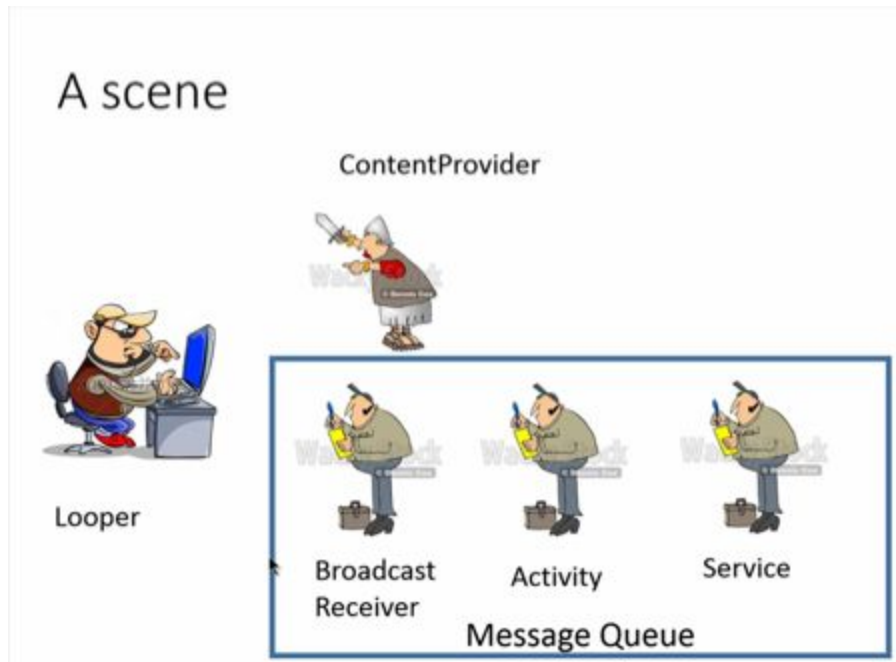 A scene
ContentProvider
Looper
Broadcast
Receiver
Activity
Service
Message Queue